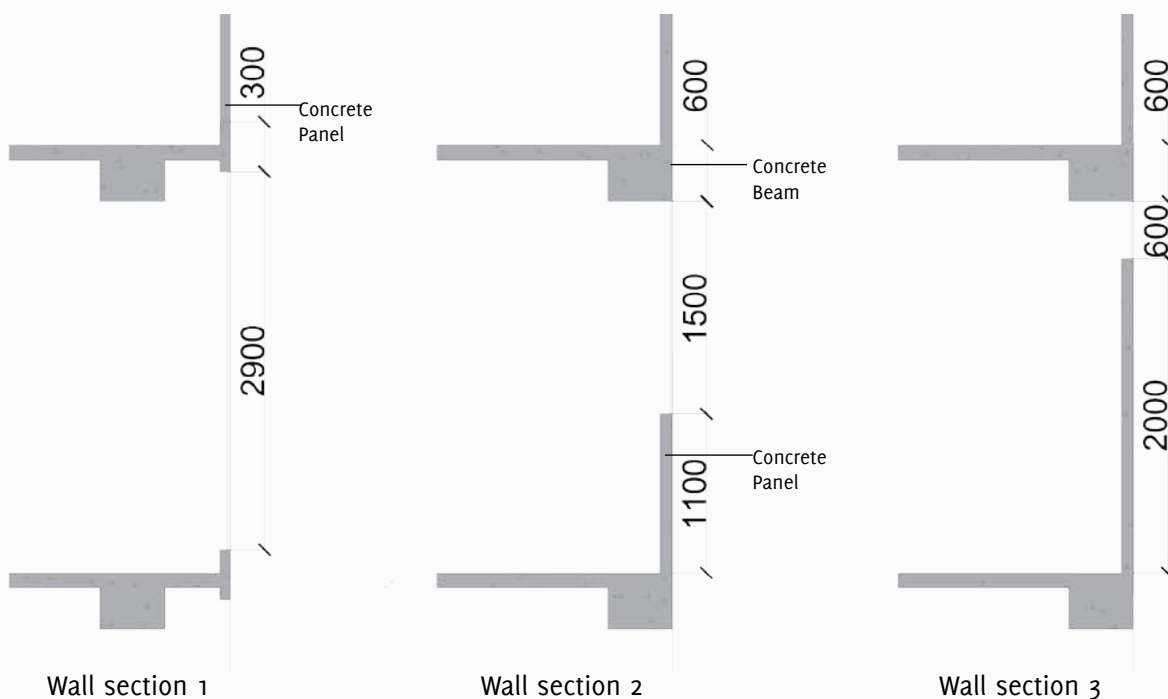 300
Concrete
Panel
2900
Wall section 1
600
Concrete
Beam
1500
Concrete
Panel
1100
Wall section 2
600
600
2000
Wall section 3